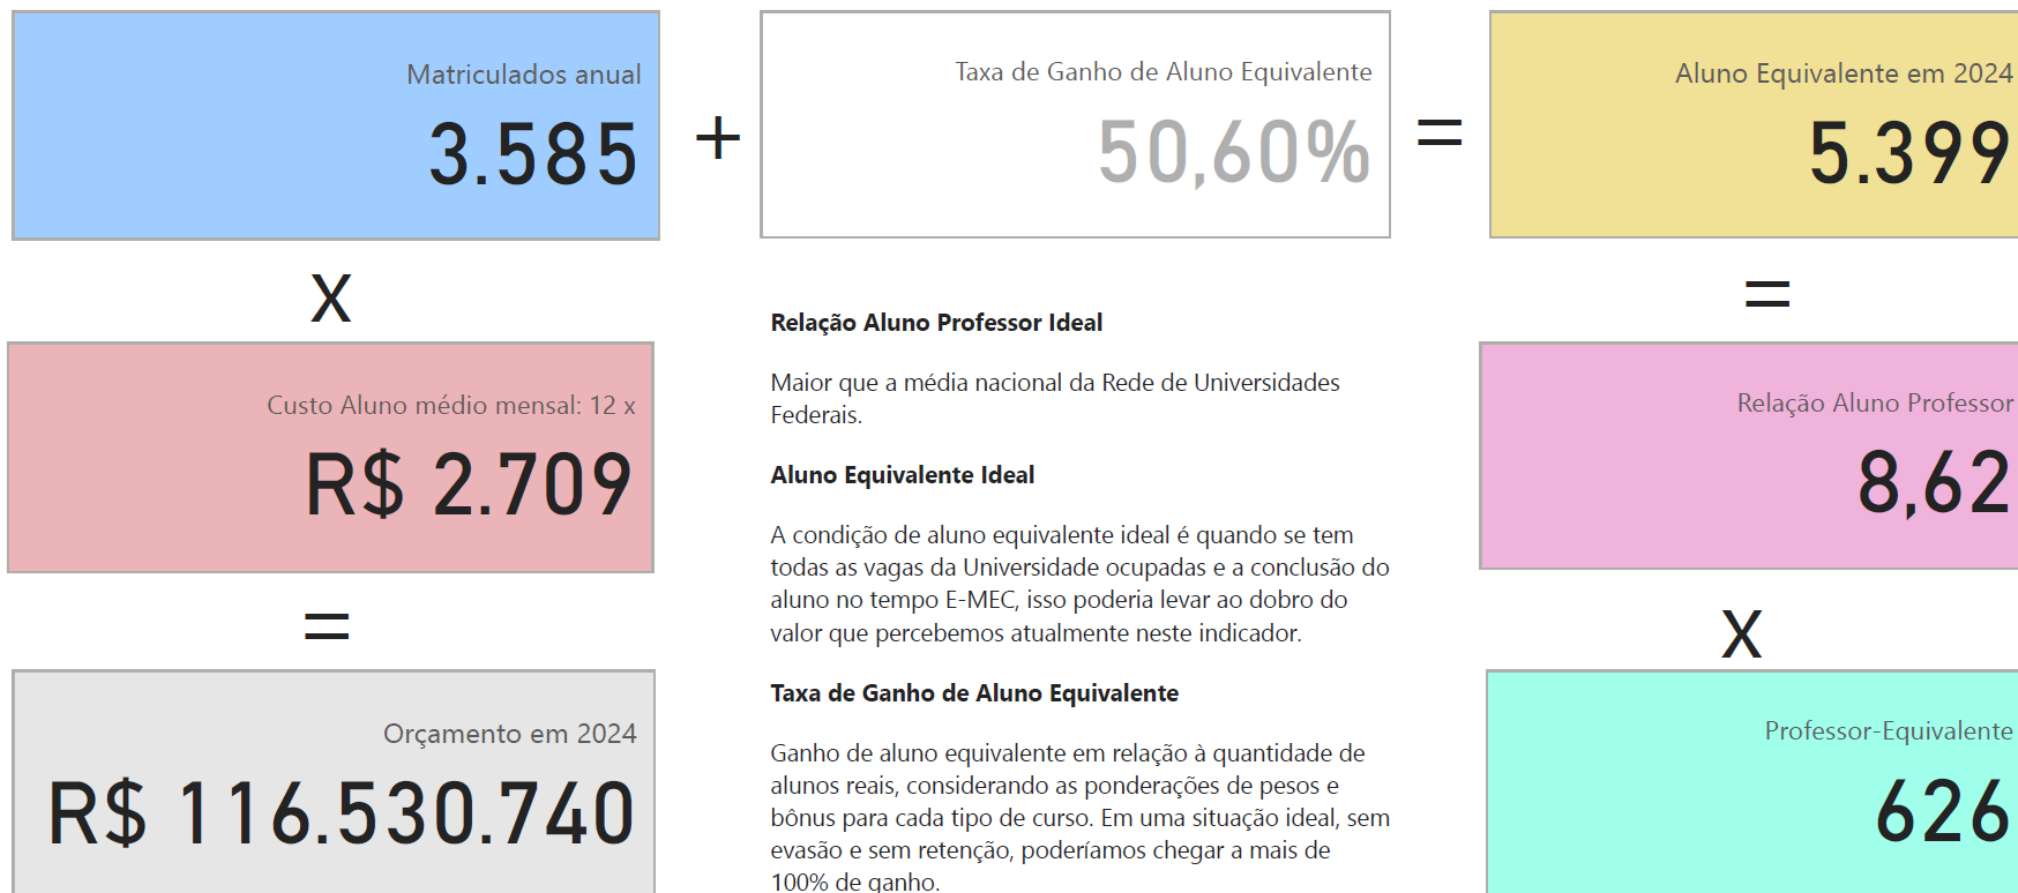 Matriculados anual
3.585
+
Taxa de Ganho de Aluno Equivalente
50,60%
=
Aluno Equivalente em 2024
5.399
X
=
Custo Aluno médio mensal: 12 x
R$ 2.709
=
Orçamento em 2024
R$ 116.530.740
Relação Aluno Professor Ideal
Maior que a média nacional da Rede de Universidades
Federais.
Aluno Equivalente Ideal
A condição de aluno equivalente ideal é quando se tem
todas as vagas da Universidade ocupadas e a conclusão do
aluno no tempo E-MEC, isso poderia levar ao dobro do
valor que percebemos atualmente neste indicador.
Taxa de Ganho de Aluno Equivalente
Ganho de aluno equivalente em relação à quantidade de
alunos reais, considerando as ponderações de pesos e
bônus para cada tipo de curso. Em uma situação ideal, sem
evasão e sem retenção, poderíamos chegar a mais de
100% de ganho.
Relação Aluno Professor
8,62
X
Professor-Equivalente
626